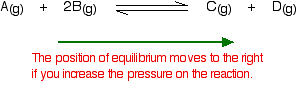 A(g) + 2B(g) ⇌ C(g) + D(g)
The position of equilibrium moves to the right
if you increase the pressure on the reaction.